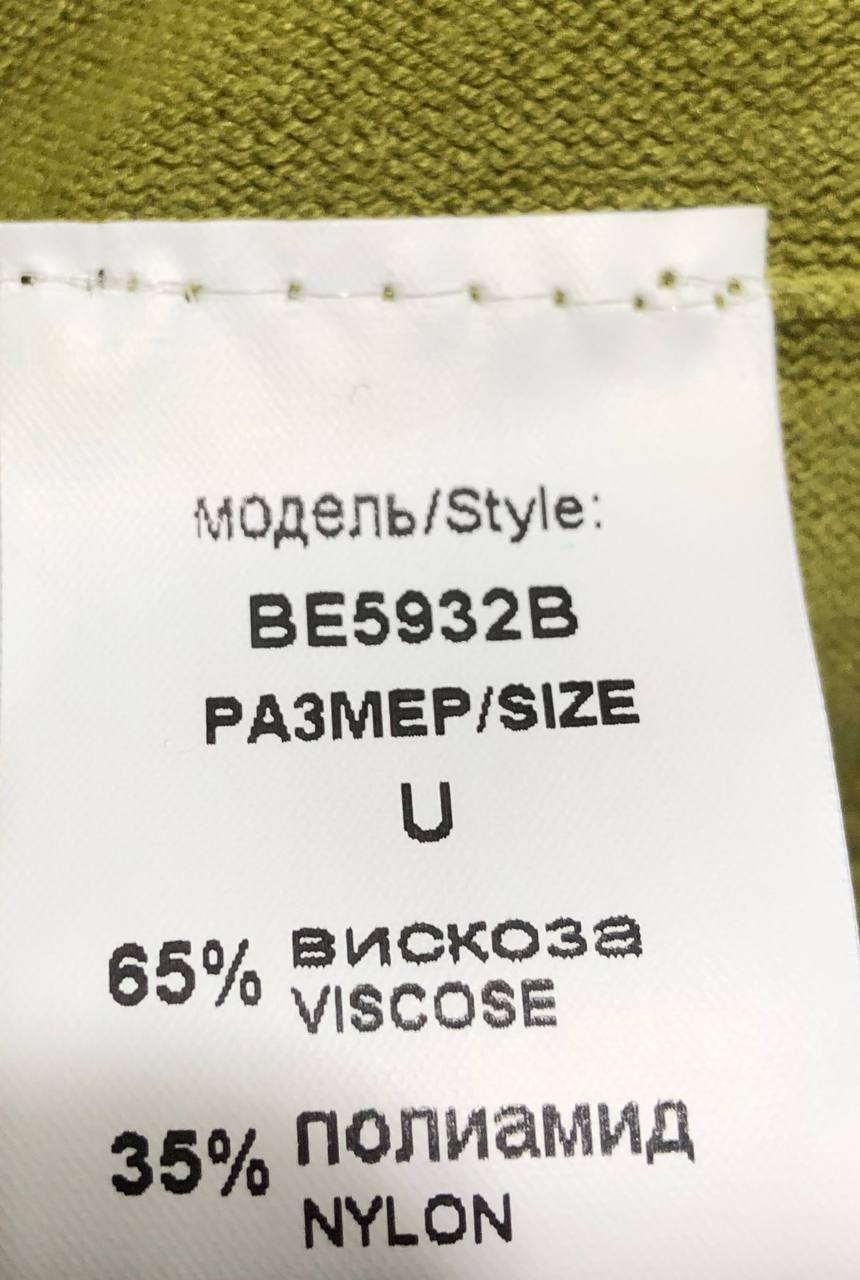 модель/Style:
BE5932B
РАЗМЕР/SIZE
U
65% вискоза
VISCOSE
35% полиамид
NYLON